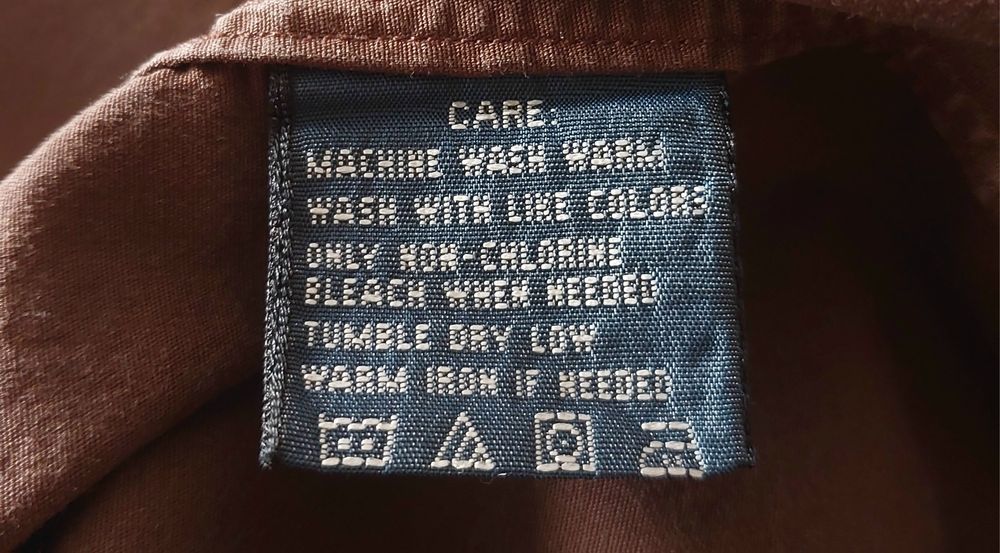 CARE:
MACHINE WASH WARM
WASH WITH LIKE COLORS
ONLY NON-CHLORINE
BLEACH WHEN NEEDED
TUMBLE DRY LOW
WARM IRON IF NEEDED